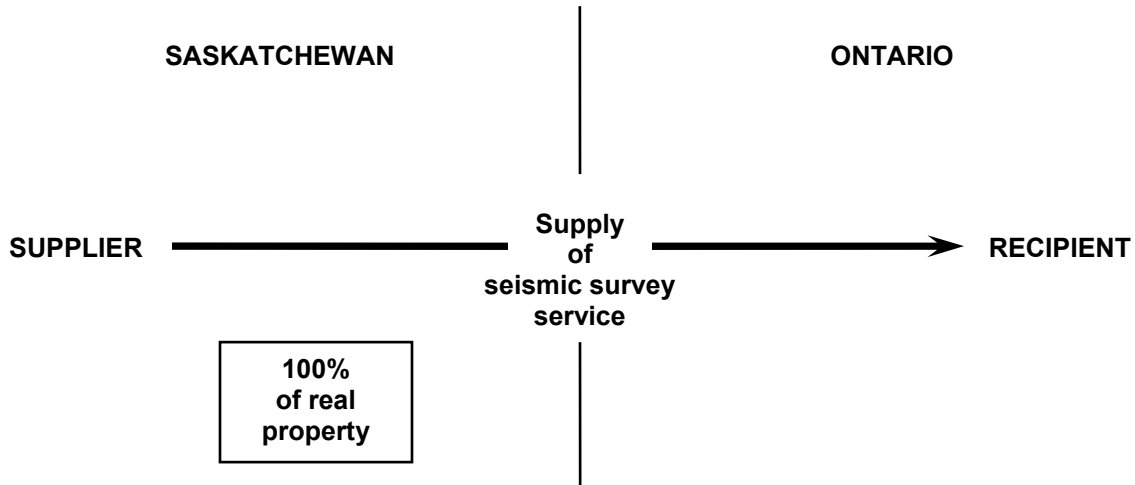 SASKATCHEWAN
ONTARIO
SUPPLIER
Supply
of
seismic survey
service
RECIPIENT
100%
of real
property